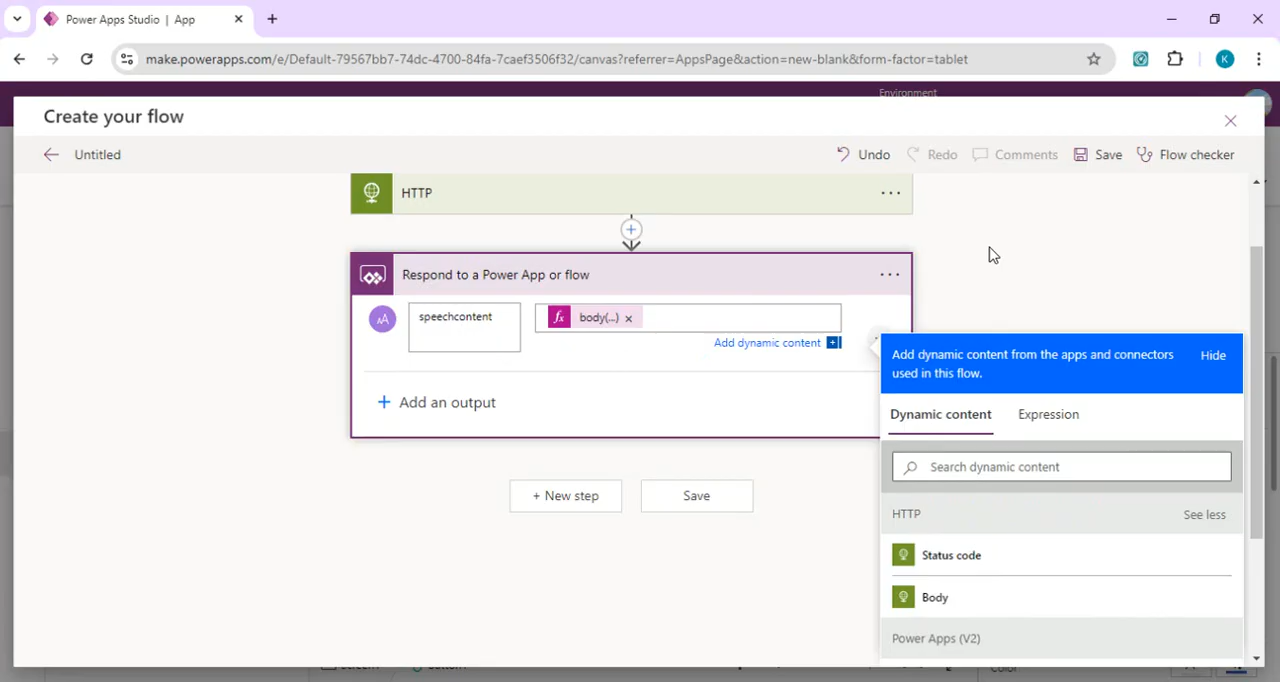 Power Apps Studio | App
make.powerapps.com/e/Default-79567bb7-74dc-4700-84fa-7caef3506f32/canvas?referrer=AppsPage&action=new-blank&form-factor=tablet
K
Environment
Create your flow
Untitled
Undo
Redo
Comments
Save
Flow checker
HTTP
Respond to a Power App or flow
speechcontent
fx body(...)
Add dynamic content
Add an output
+ New step
Save
Add dynamic content from the apps and connectors
used in this flow.
Hide
Dynamic content
Expression
Search dynamic content
HTTP
See less
Status code
Body
Power Apps (V2)
Color